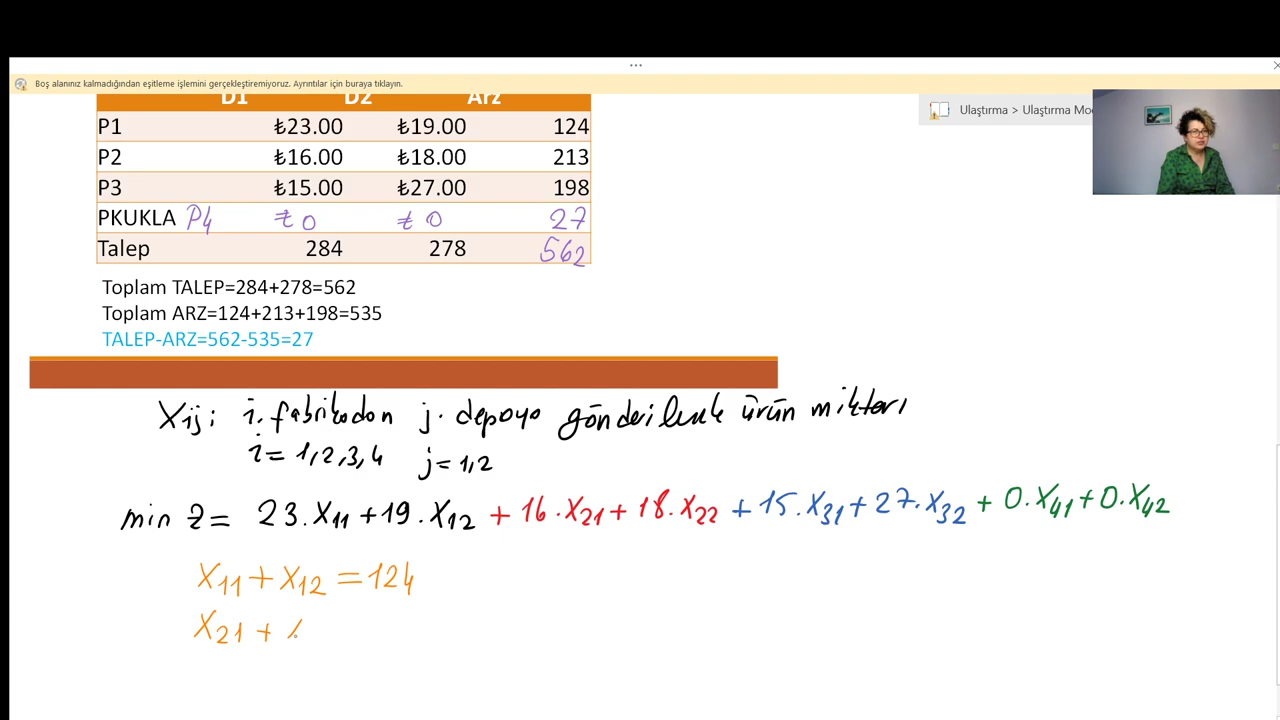 Boş alanınız kalmadığından eşitleme işlemini gerçekleştiremiyoruz. Ayrıntılar için buraya tıklayın.
D1 D2 Arz
Ulaştırma > Ulaştırma Mo
P1 ₺23.00 ₺19.00 124
P2 ₺16.00 ₺18.00 213
P3 ₺15.00 ₺27.00 198
PKUKLA P4 ₺0 ₺0 27
Talep 284 278 562
Toplam TALEP=284+278=562
Toplam ARZ=124+213+198=535
TALEP-ARZ=562-535=27
Xij: i. fabrikadan j. depoya gönderilecek ürün miktarı
i=1,2,3,4 j=1,2
min Z= 23.X11+19.X12+16.X21+18.X22+15.X31+27.X32+0.X41+0.X42
X11+X12=124
X21+